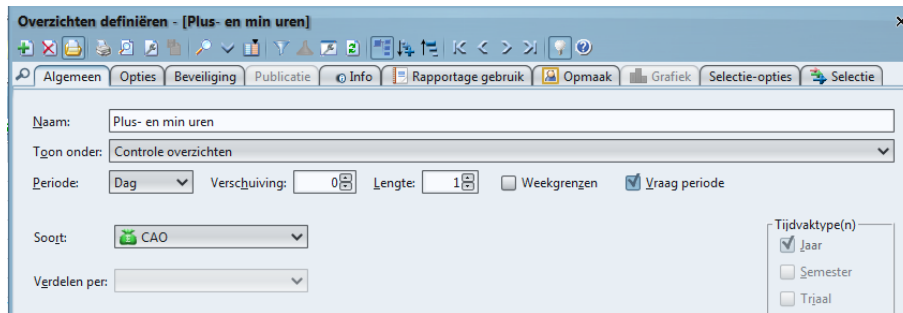 Overzichten definiëren - [Plus- en min uren]
Algemeen Opties Beveiliging Publicatie Info Rapportage gebruik Opmaak Grafiek Selectie-opties Selectie
Naam: Plus- en min uren
Toon onder: Controle overzichten
Periode: Dag Verschuiving: 0 Lengte: 1 Weekgrenzen Vraag periode
Tijdvaktype(n)
Soort: CAO
Jaar
Semester
Verdelen per:
Trjaal